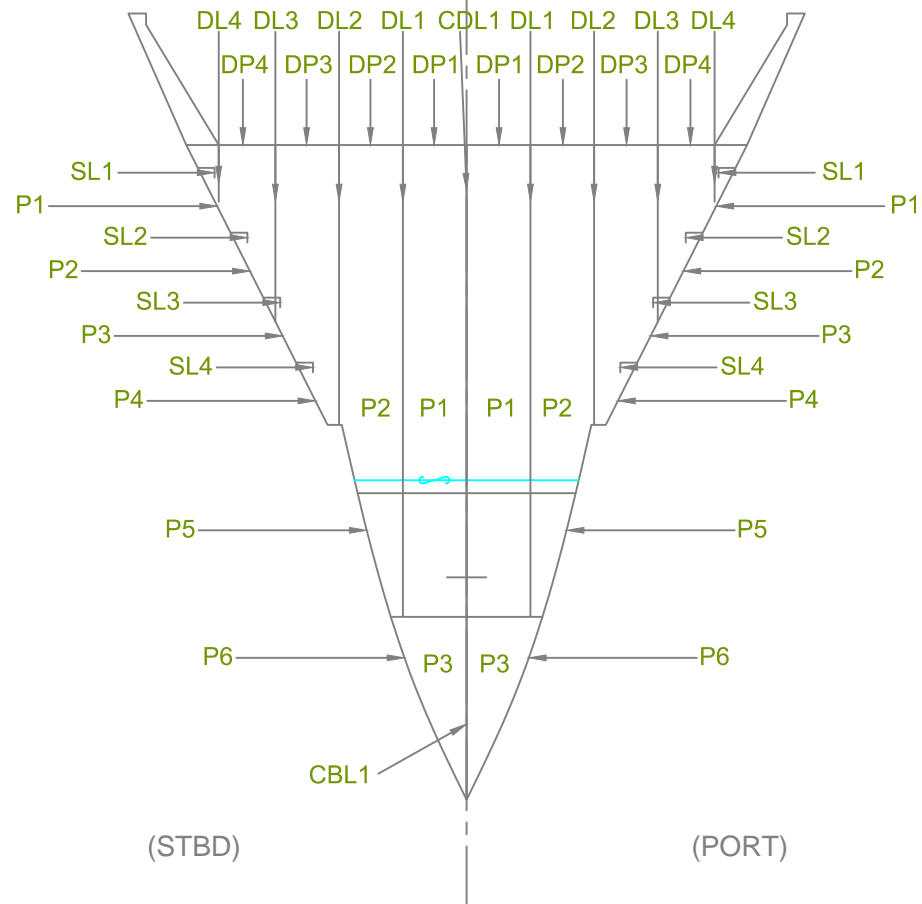 DL4 DL3 DL2 DL1 CDL1 DL1 DL2 DL3 DL4
DP4 DP3 DP2 DP1 DP1 DP2 DP3 DP4
SL1 SL1
P1 P1
SL2 SL2
P2 P2
SL3 SL3
P3 P3
SL4 SL4
P4 P2 P1 P1 P2 P4
P5 P5
P6 P3 P3 P6
CBL1
(STBD) (PORT)